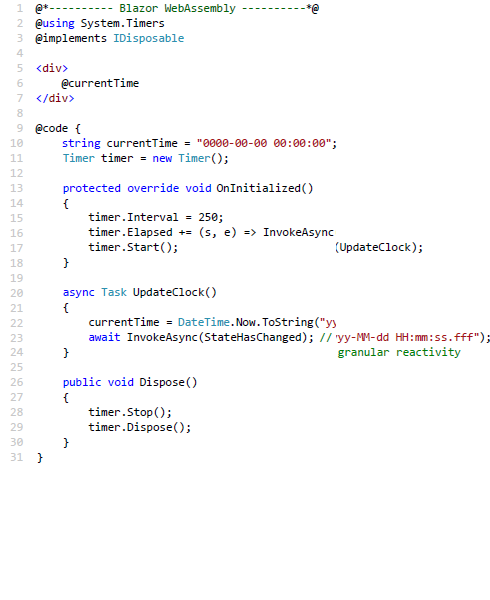 1 @*---------- Blazor WebAssembly ----------*@
2 @using System.Timers
3 @implements IDisposable
4
5 <div>
6     @currentTime
7 </div>
8
9 @code {
10     string currentTime = "0000-00-00 00:00:00";
11     Timer timer = new Timer();
12
13     protected override void OnInitialized()
14     {
15         timer.Interval = 250;
16         timer.Elapsed += (s, e) => InvokeAsync
17         timer.Start(); (UpdateClock);
18     }
19
20     async Task UpdateClock()
21     {
22         currentTime = DateTime.Now.ToString("yy
23         await InvokeAsync(StateHasChanged); // yy-MM-dd HH:mm:ss.fff");
24     } granular reactivity
25
26     public void Dispose()
27     {
28         timer.Stop();
29         timer.Dispose();
30     }
31 }